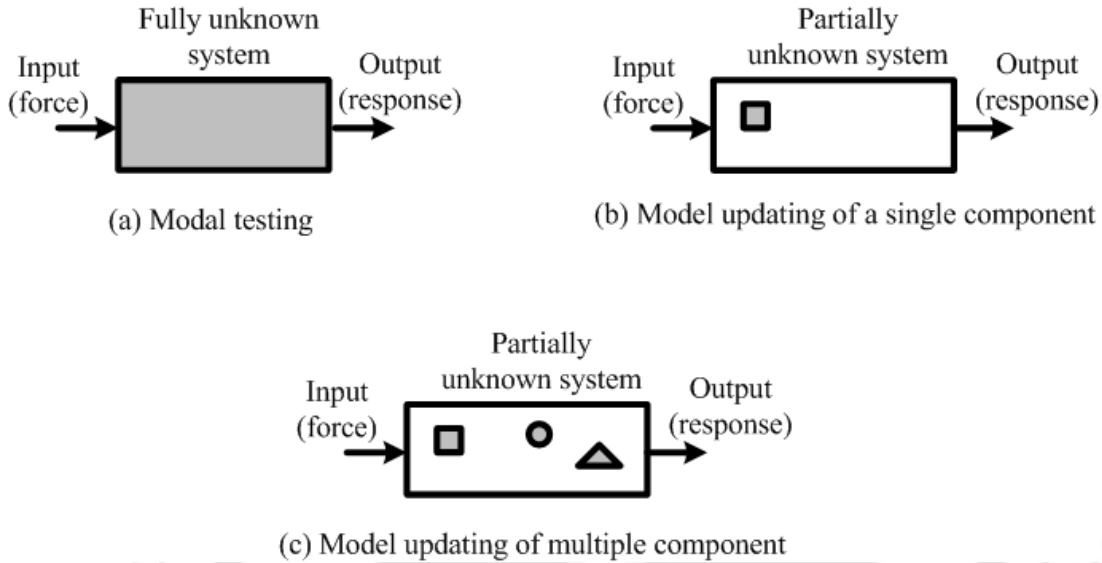 Fully unknown
system
Input
(force)
Output
(response)
(a) Modal testing
Partially
unknown system
Input
(force)
Output
(response)
(b) Model updating of a single component
Partially
unknown system
Input
(force)
Output
(response)
(c) Model updating of multiple component